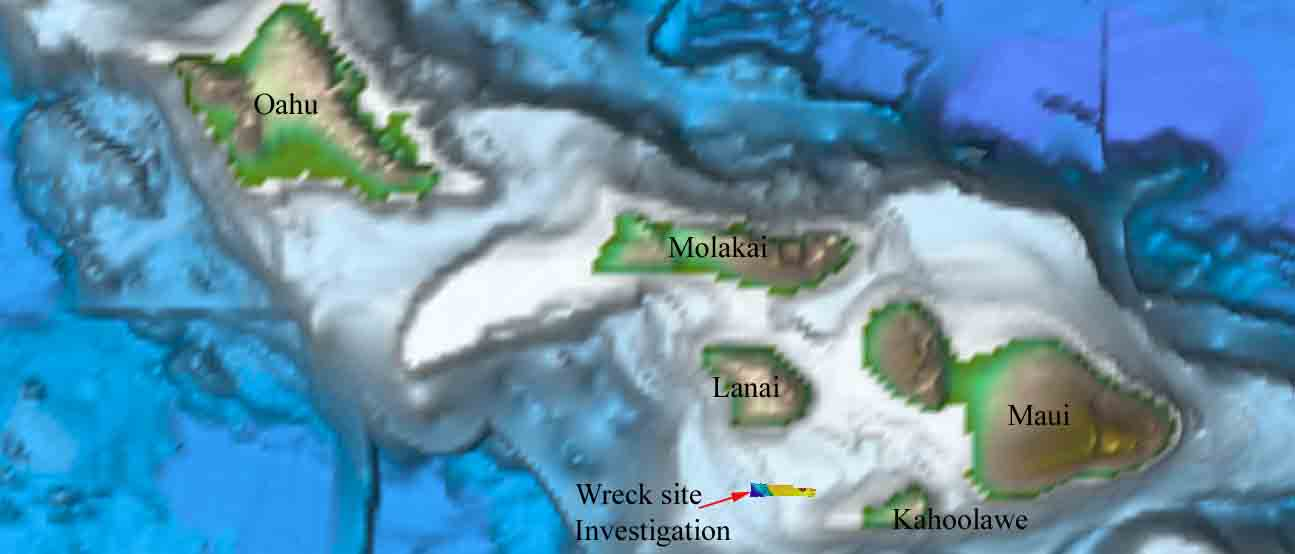 Oahu
Molakai
Lanai
Maui
Wreck site
Investigation
Kahoolawe